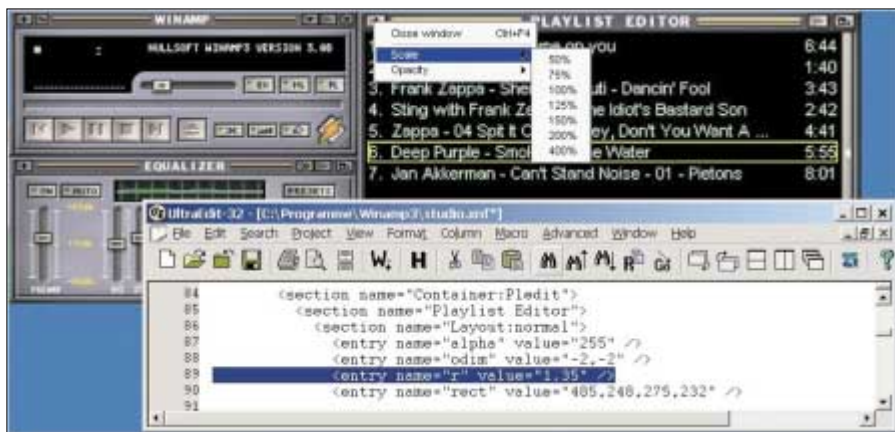 WINAMP
NULLSOFT WINAMP3 VERSION 3.00
EQUALIZER
ON AUTO PRESETS
PREAMP
PLAYLIST EDITOR
Close window Ctrl+F4
Scale
Opacity
50%
75%
100%
125%
150%
200%
400%
on you 6:44
1:40
3. Frank Zappa - uti - Dancin' Fool 3:43
4. Sting with Frank he Idiot's Bastard Son 2:42
5. Zappa - 04 Spit It ey, Don't You Want A ... 4:41
6. Deep Purple - e Water 5:55
7. Jan Akkerman - Can't Stand Noise - 01 - Pietons 8:01
UltraEdit-32 - [C:\Programme\Winamp3\studio.xnf*]
File Edit Search Project View Format Column Macro Advanced Window Help
84 <section name="Container:Pledit">
85 <section name="Playlist Editor">
86 <section name="Layout:normal">
87 <entry name="alpha" value="255" />
88 <entry name="odim" value="-2,-2" />
89 <entry name="r" value="1.35" />
90 <entry name="rect" value="485,248,275,232" />
91